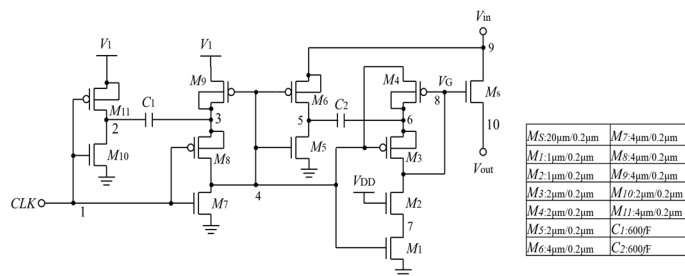 Vin
V1
V1
9
M11
C1
M9
M6
C2
M4
VG
8
MS
2
3
5
6
10
M10
M8
M5
M3
Vout
VDD
CLK
1
M7
4
M2
7
M1
MS:20μm/0.2μm M7:4μm/0.2μm
M1:1μm/0.2μm M8:4μm/0.2μm
M2:1μm/0.2μm M9:4μm/0.2μm
M3:2μm/0.2μm M10:2μm/0.2μm
M4:2μm/0.2μm M11:4μm/0.2μm
M5:2μm/0.2μm C1:600fF
M6:4μm/0.2μm C2:600fF